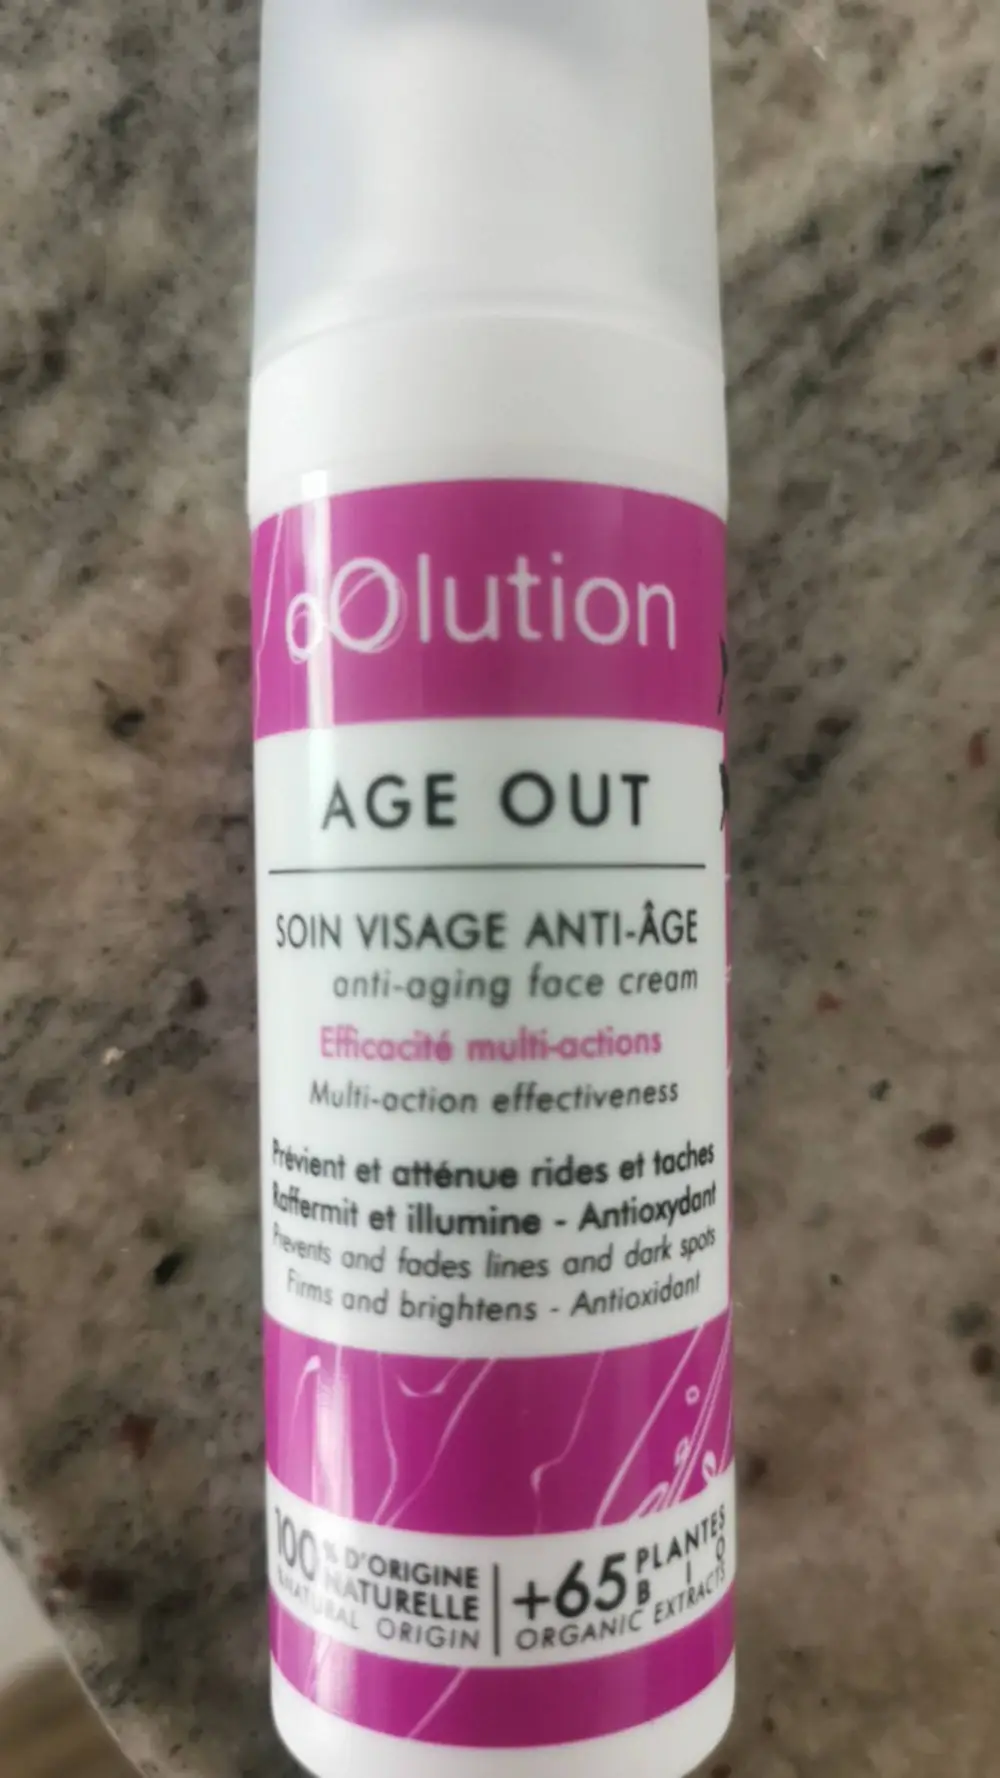 oOlution
AGE OUT
SOIN VISAGE ANTI-ÂGE
anti-aging face cream
Efficacité multi-actions
Multi-action effectiveness
Prévient et atténue rides et taches
Raffermit et illumine - Antioxydant
Prevents and fades lines and dark spots
Firms and brightens - Antioxidant
100% D'ORIGINE
NATURELLE
NATURAL ORIGIN
+65 PLANTES
BIO
ORGANIC EXTRACTS